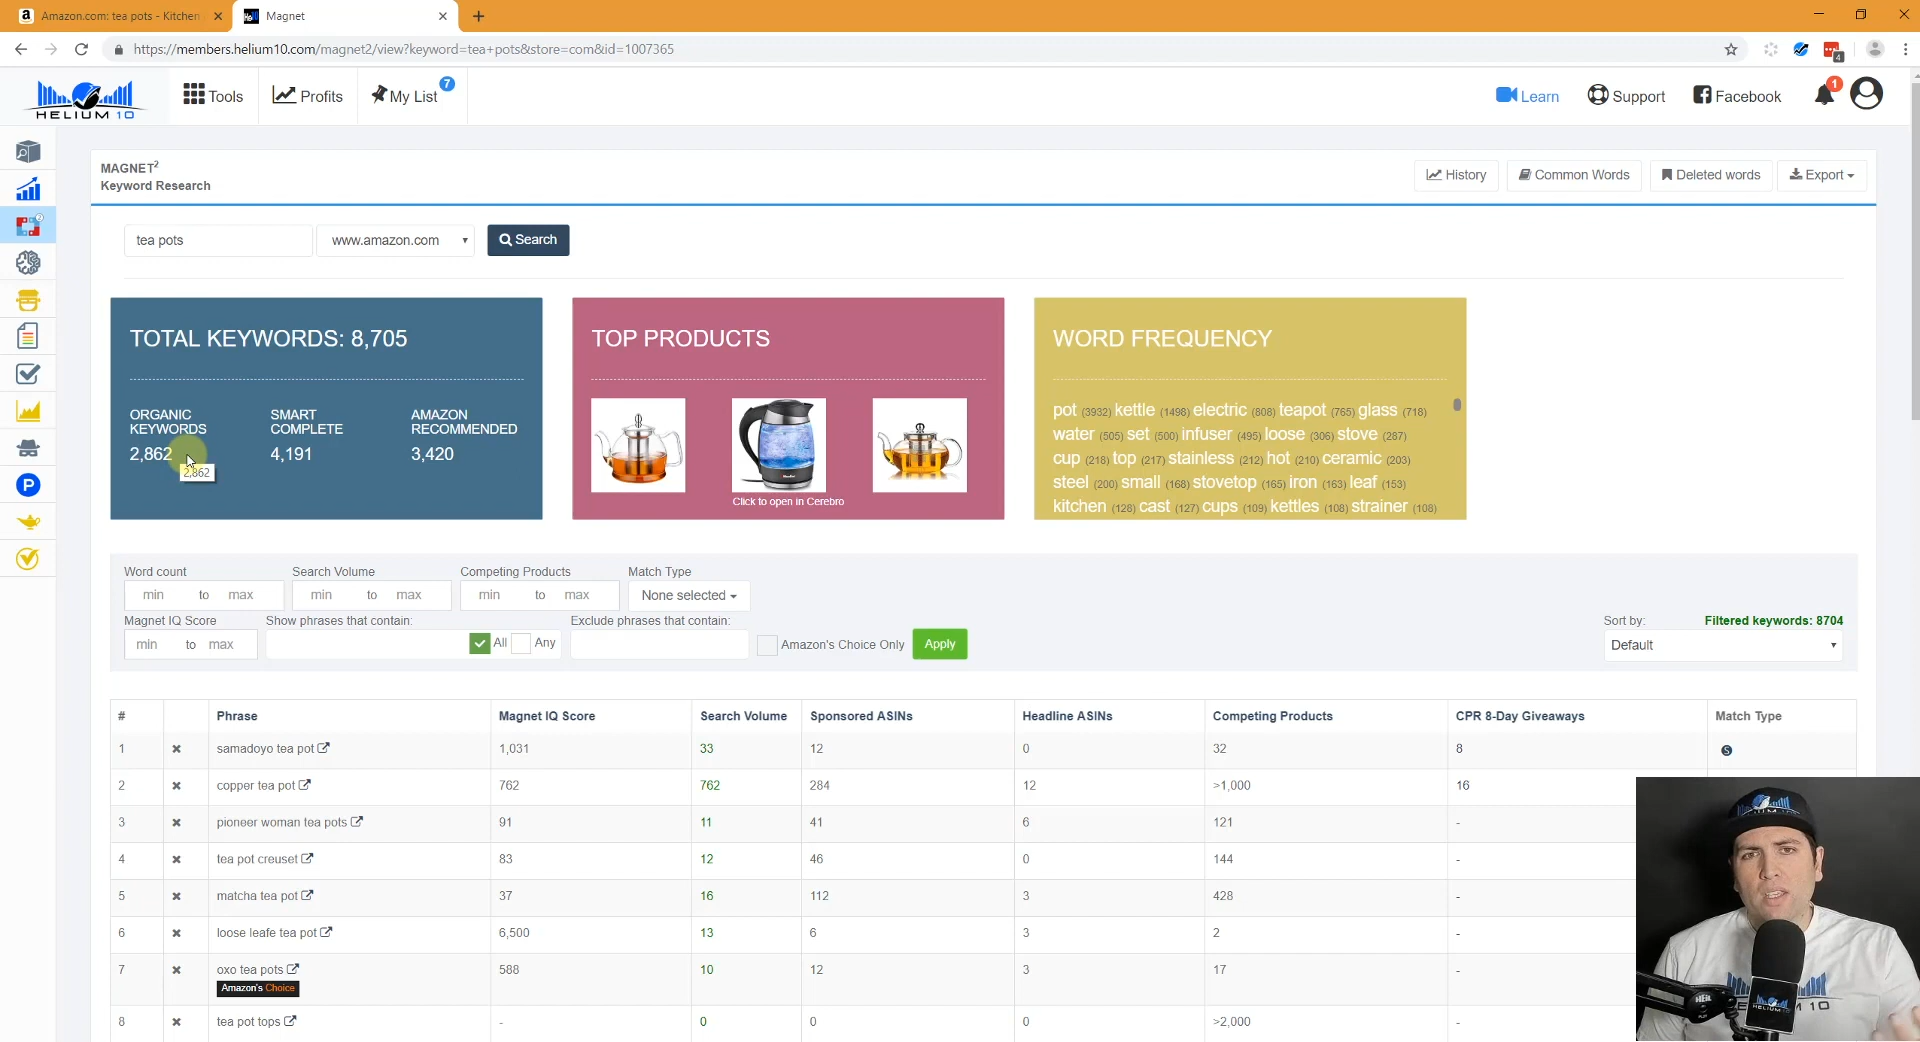 Amazon.com: tea pots - Kitchen
Magnet
https://members.helium10.com/magnet2/view?keyword=tea+pots&store=com&id=1007365
4
HELIUM 10
Tools
Profits
My List
7
Learn
Support
Facebook
1
MAGNET2
Keyword Research
History
Common Words
Deleted words
Export
tea pots
www.amazon.com
Search
TOTAL KEYWORDS: 8,705
ORGANIC KEYWORDS
2,862
2,862
SMART COMPLETE
4,191
AMAZON RECOMMENDED
3,420
TOP PRODUCTS
Click to open in Cerebro
WORD FREQUENCY
pot (3932) kettle (1498) electric (808) teapot (765) glass (718)
water (505) set (500) infuser (495) loose (306) stove (287)
cup (218) top (217) stainless (212) hot (210) ceramic (203)
steel (200) small (168) stovetop (165) iron (163) leaf (153)
kitchen (128) cast (127) cups (109) kettles (108) strainer (108)
Word count
Search Volume
Competing Products
Match Type
min to max
min to max
min to max
None selected
Magnet IQ Score
Show phrases that contain:
Exclude phrases that contain:
Sort by:
Filtered keywords: 8704
min to max
All
Any
Amazon's Choice Only
Apply
Default
# Phrase Magnet IQ Score Search Volume Sponsored ASINs Headline ASINs Competing Products CPR 8-Day Giveaways Match Type
1 samadoyo tea pot 1,031 33 12 0 32 8 S
2 copper tea pot 762 762 284 12 >1,000 16
3 pioneer woman tea pots 91 11 41 6 121 -
4 tea pot creuset 83 12 46 0 144 -
5 matcha tea pot 37 16 112 3 428 -
6 loose leafe tea pot 6,500 13 6 3 2 -
7 oxo tea pots 588 10 12 3 17 -
Amazon's Choice
8 tea pot tops - 0 0 0 >2,000 -